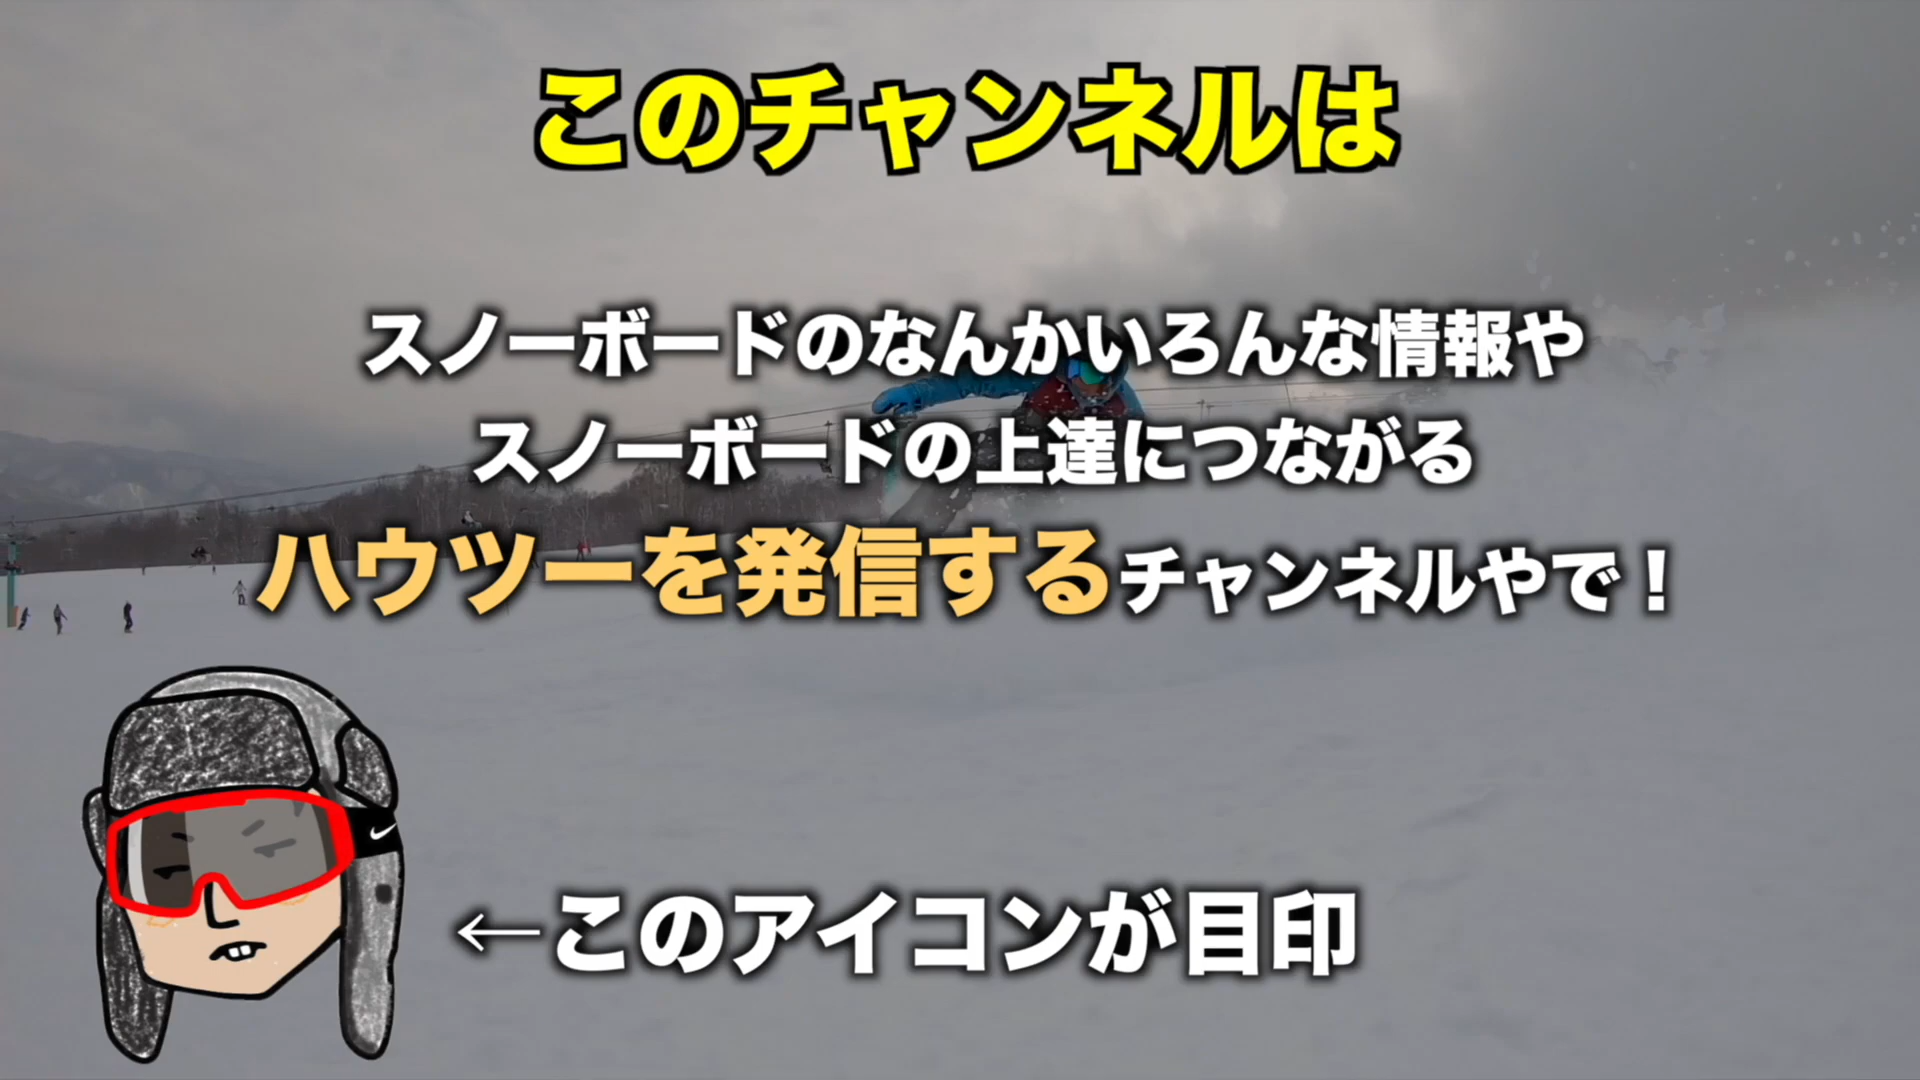 このチャンネルは
スノーボードのなんかいろんな情報や
スノーボードの上達につながる
ハウツーを発信するチャンネルやで！
←このアイコンが目印